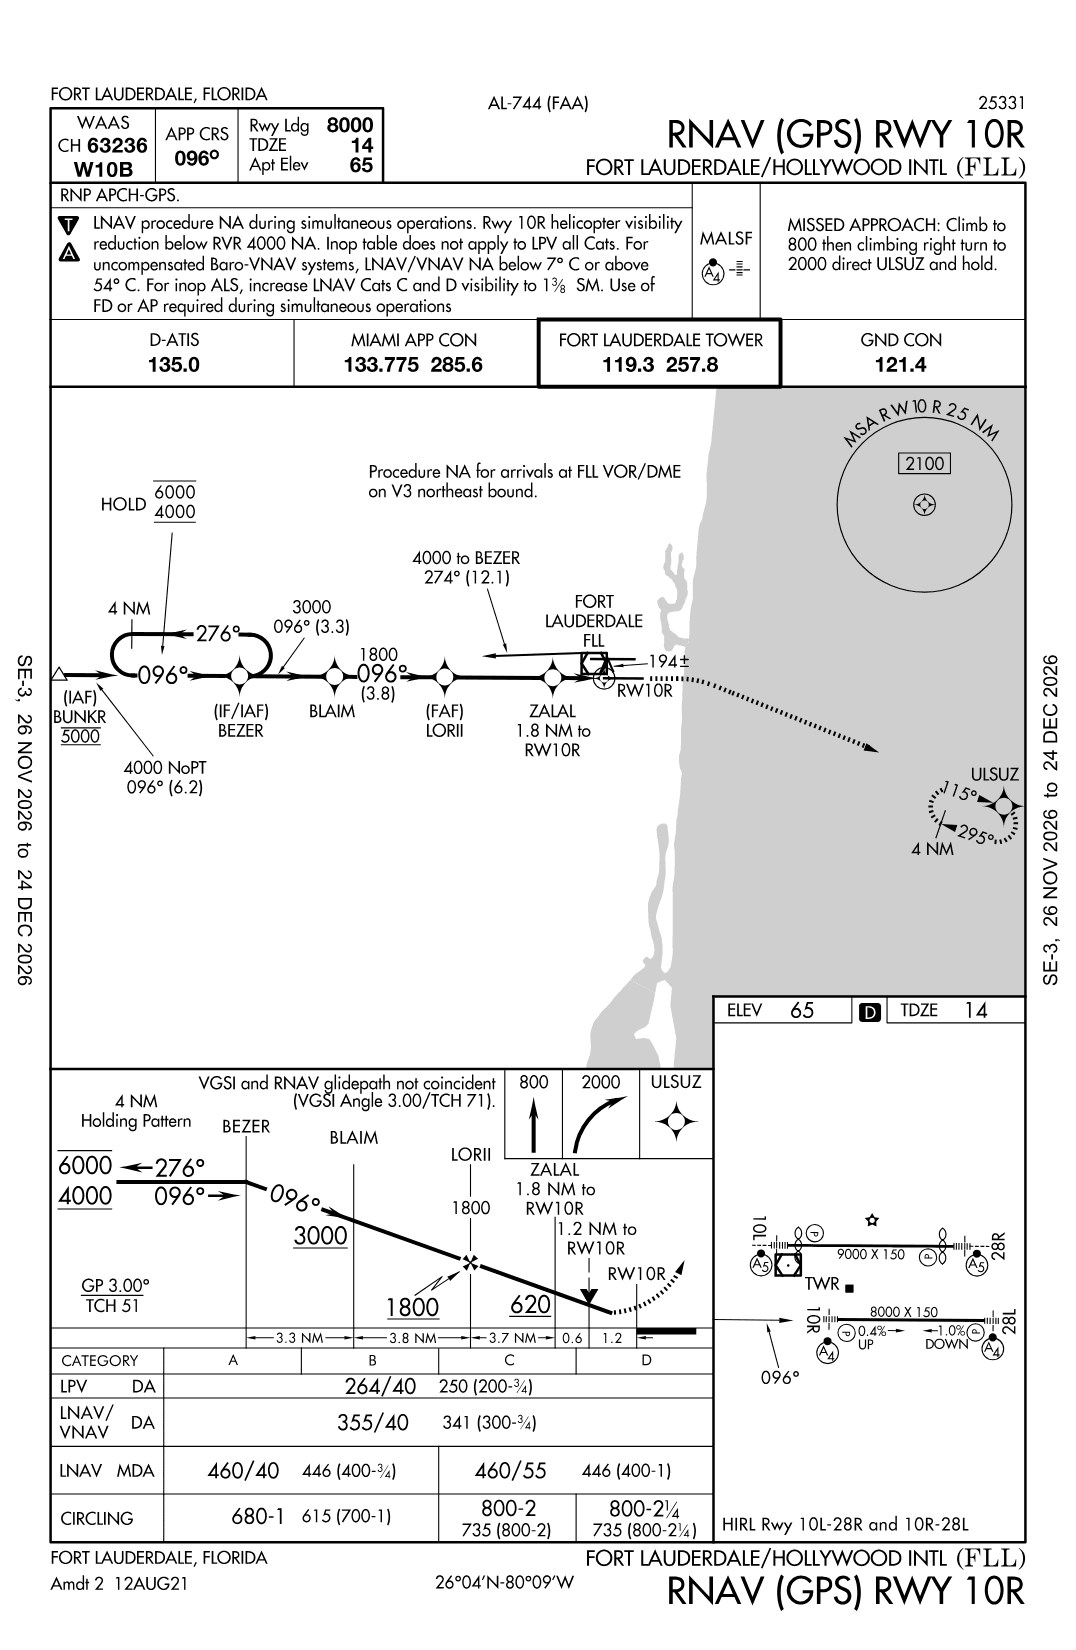 FORT LAUDERDALE, FLORIDA
AL-744 (FAA)
25331
WAAS
CH 63236
W10B
APP CRS
096°
Rwy Ldg 8000
TDZE 14
Apt Elev 65
RNAV (GPS) RWY 10R
FORT LAUDERDALE/HOLLYWOOD INTL (FLL)
RNP APCH-GPS.
T
A
LNAV procedure NA during simultaneous operations. Rwy 10R helicopter visibility
reduction below RVR 4000 NA. Inop table does not apply to LPV all Cats. For
uncompensated Baro-VNAV systems, LNAV/VNAV NA below 7° C or above
54° C. For inop ALS, increase LNAV Cats C and D visibility to 1⅜ SM. Use of
FD or AP required during simultaneous operations
MALSF
A4
MISSED APPROACH: Climb to
800 then climbing right turn to
2000 direct ULSUZ and hold.
D-ATIS
135.0
MIAMI APP CON
133.775 285.6
FORT LAUDERDALE TOWER
119.3 257.8
GND CON
121.4
MSA RW10R 25 NM
2100
Procedure NA for arrivals at FLL VOR/DME
on V3 northeast bound.
HOLD 6000
4000
4000 to BEZER
274° (12.1)
4 NM
276°
096°
3000
096° (3.3)
1800
096°
(3.8)
FORT
LAUDERDALE
FLL
194±
RW10R
(IAF)
BUNKR
5000
(IF/IAF)
BEZER
BLAIM
(FAF)
LORII
ZALAL
1.8 NM to
RW10R
4000 NoPT
096° (6.2)
ULSUZ
115°
295°
4 NM
SE-3, 26 NOV 2026 to 24 DEC 2026
SE-3, 26 NOV 2026 to 24 DEC 2026
ELEV 65
D
TDZE 14
VGSI and RNAV glidepath not coincident
(VGSI Angle 3.00/TCH 71).
800
2000
ULSUZ
4 NM
Holding Pattern
BEZER
BLAIM
LORII
ZALAL
1.8 NM to
RW10R
1.2 NM to
RW10R
RW10R
6000
4000
276°
096°
096°
3000
1800
1800
620
GP 3.00°
TCH 51
3.3 NM
3.8 NM
3.7 NM
0.6
1.2
10L
P
9000 X 150
P
28R
A5
A5
TWR
10R
8000 X 150
28L
P
0.4%
UP
1.0%
DOWN
P
A4
A4
096°
HIRL Rwy 10L-28R and 10R-28L
CATEGORY A B C D
LPV DA 264/40 250 (200-¾)
LNAV/
VNAV DA 355/40 341 (300-¾)
LNAV MDA 460/40 446 (400-¾) 460/55 446 (400-1)
CIRCLING 680-1 615 (700-1) 800-2 735 (800-2) 800-2¼ 735 (800-2¼)
FORT LAUDERDALE, FLORIDA
Amdt 2 12AUG21
26°04'N-80°09'W
FORT LAUDERDALE/HOLLYWOOD INTL (FLL)
RNAV (GPS) RWY 10R